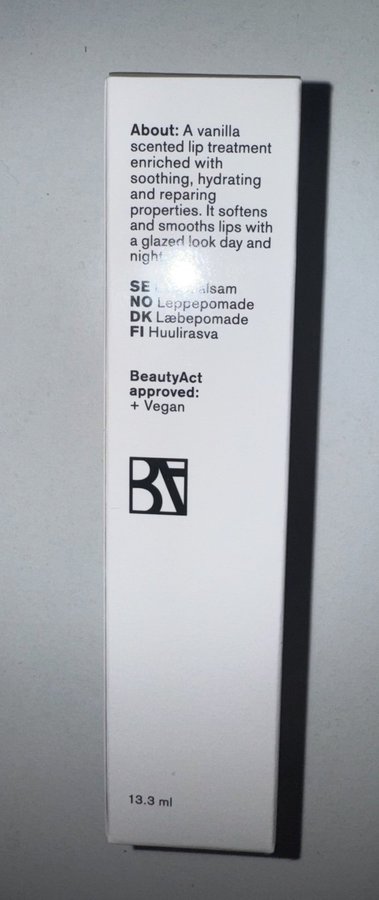 About: A vanilla
scented lip treatment
enriched with
soothing, hydrating
and repairing
properties. It softens
and smooths lips with
a glazed look day and
night
SE
NO Leppepomade
DK Læbepomade
FI Huulirasva
BeautyAct
approved:
+ Vegan
13.3 ml